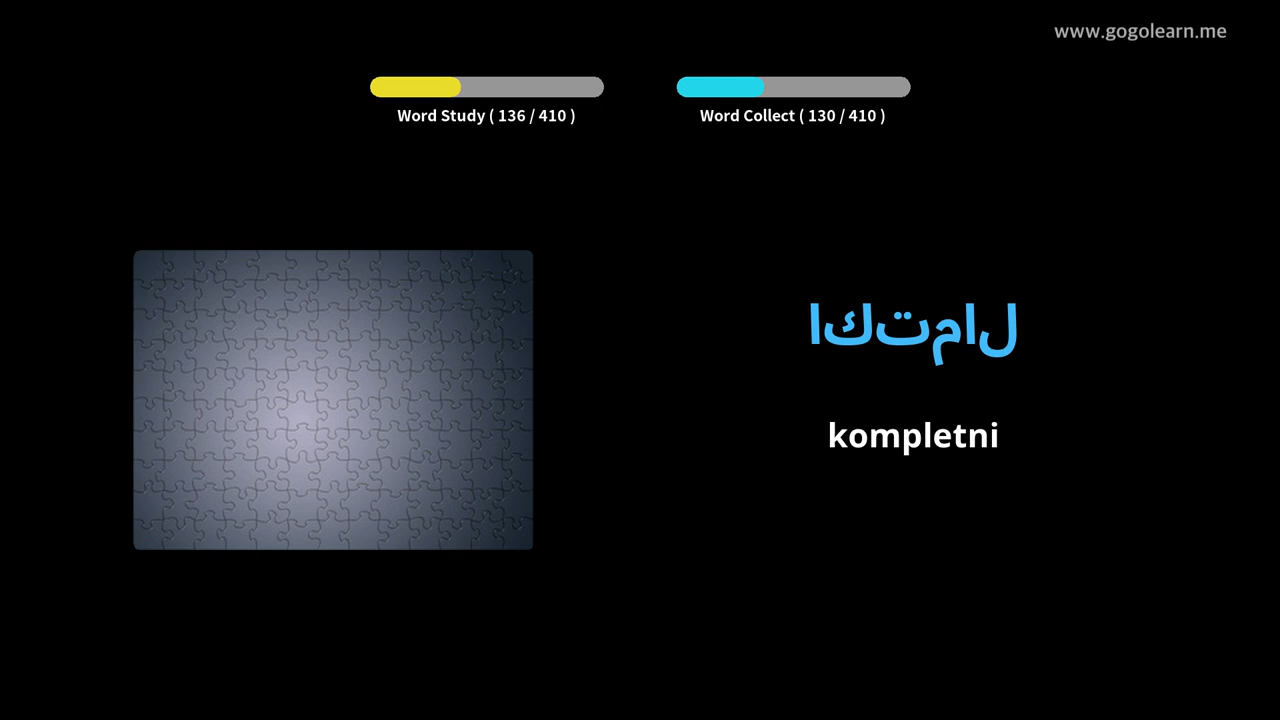 www.gogolearn.me
Word Study ( 136 / 410 )
Word Collect ( 130 / 410 )
اكتمال
kompletni